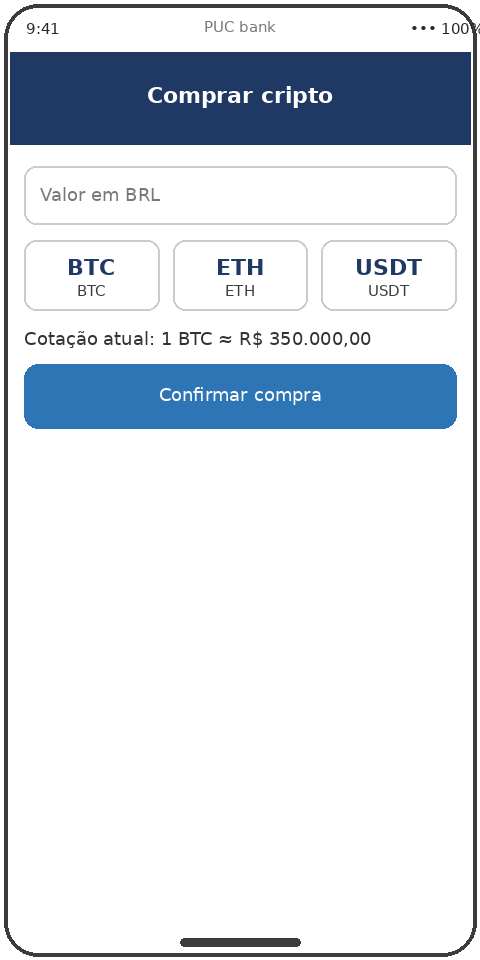 9:41 PUC bank ••• 100%
Comprar cripto
Valor em BRL
BTC ETH USDT
BTC ETH USDT
Cotação atual: 1 BTC ≈ R$ 350.000,00
Confirmar compra